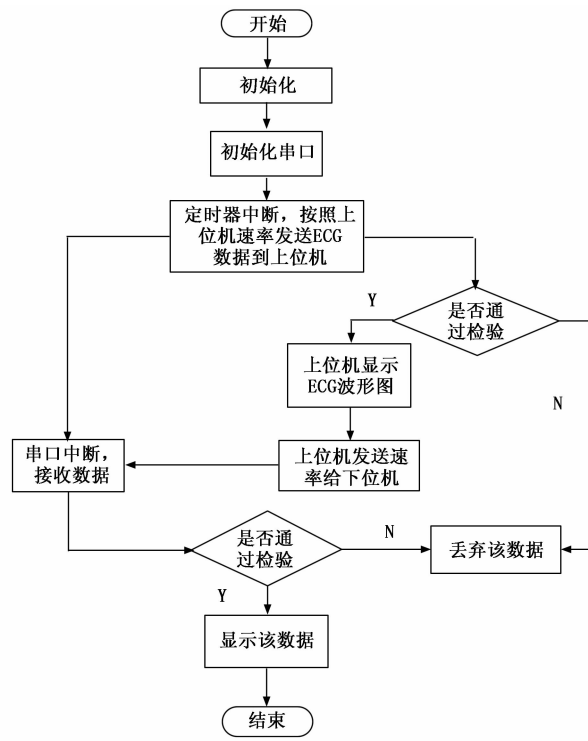 开始
初始化
初始化串口
定时器中断，按照上
位机速率发送ECG
数据到上位机
是否通
过检验
Y
上位机显示
ECG波形图
N
串口中断，
接收数据
上位机发送速
率给下位机
是否通
过检验
N
丢弃该数据
Y
显示该数据
结束